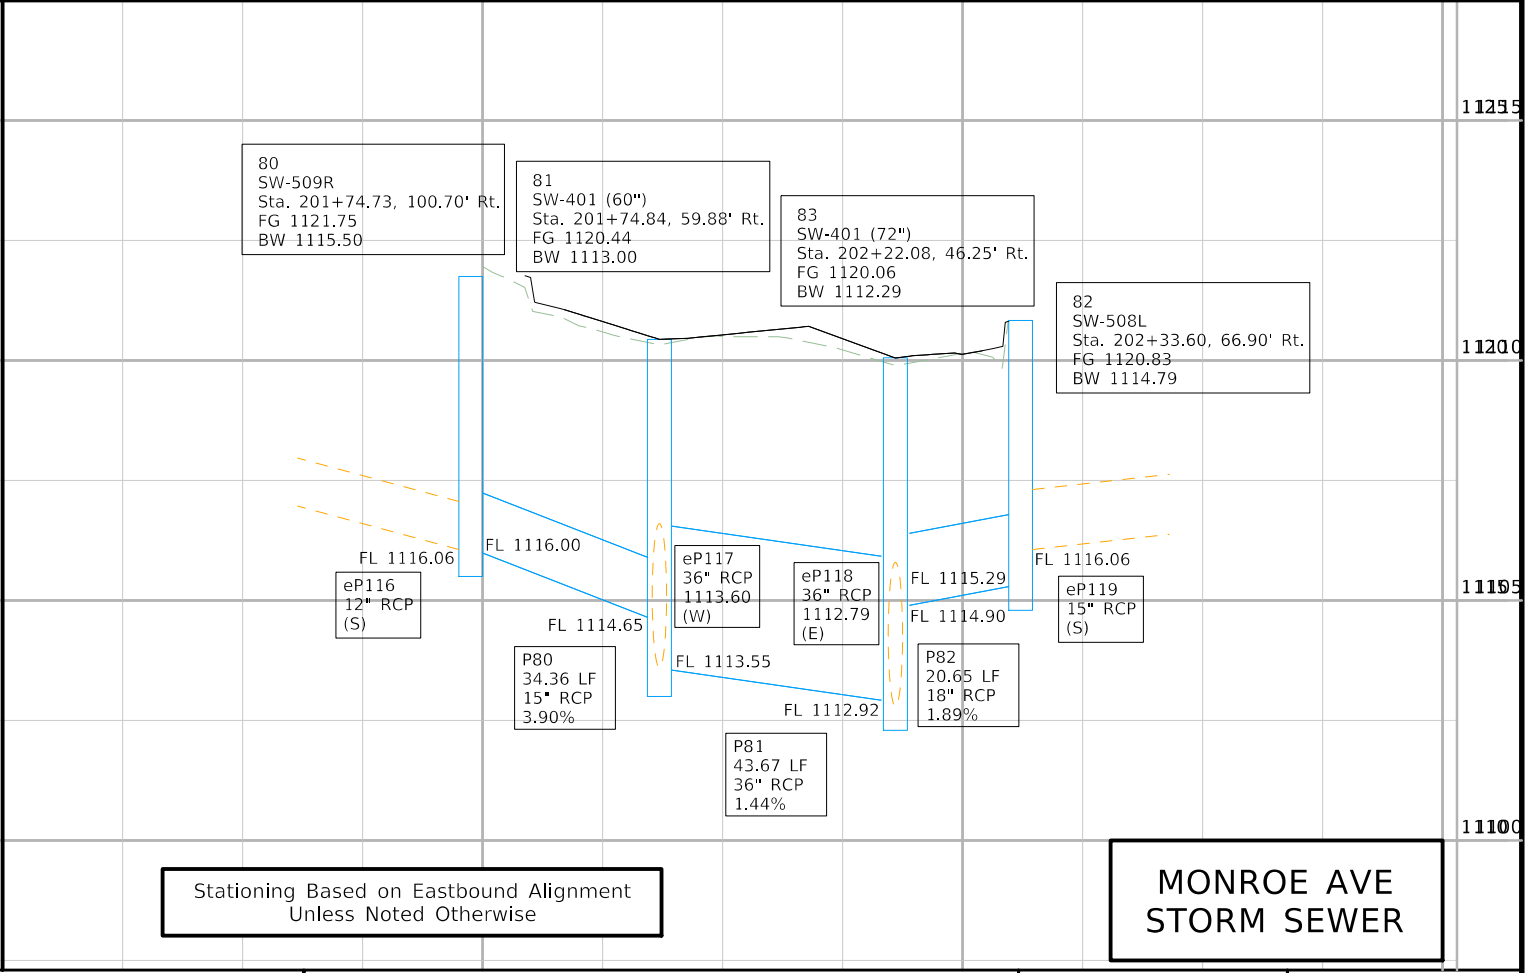 80
SW-509R
Sta. 201+74.73, 100.70' Rt.
FG 1121.75
BW 1115.50
81
SW-401 (60")
Sta. 201+74.84, 59.88' Rt.
FG 1120.44
BW 1113.00
83
SW-401 (72")
Sta. 202+22.08, 46.25' Rt.
FG 1120.06
BW 1112.29
82
SW-508L
Sta. 202+33.60, 66.90' Rt.
FG 1120.83
BW 1114.79
FL 1116.06
FL 1116.00
eP116
12" RCP
(S)
eP117
36" RCP
1113.60
(W)
eP118
36" RCP
1112.79
(E)
FL 1115.29
FL 1114.90
FL 1116.06
eP119
15" RCP
(S)
FL 1114.65
FL 1113.55
P80
34.36 LF
15" RCP
3.90%
FL 1112.92
P82
20.65 LF
18" RCP
1.89%
P81
43.67 LF
36" RCP
1.44%
Stationing Based on Eastbound Alignment
Unless Noted Otherwise
MONROE AVE
STORM SEWER